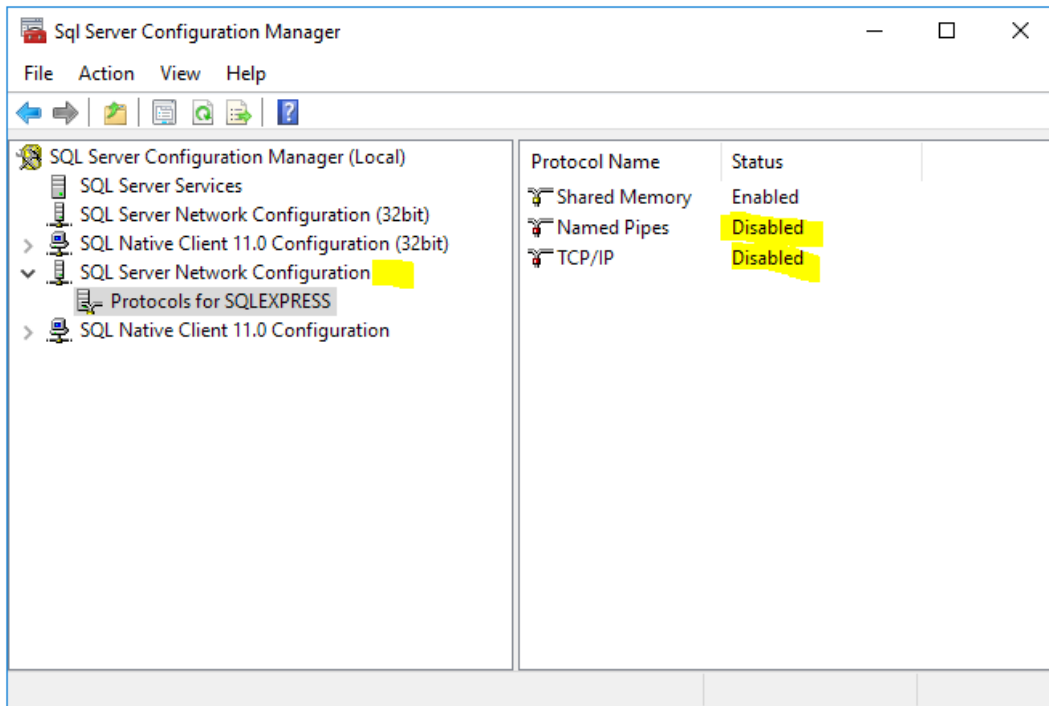 Sql Server Configuration Manager
File Action View Help
?
SQL Server Configuration Manager (Local)
SQL Server Services
SQL Server Network Configuration (32bit)
SQL Native Client 11.0 Configuration (32bit)
SQL Server Network Configuration
Protocols for SQLEXPRESS
SQL Native Client 11.0 Configuration
Protocol Name Status
Shared Memory Enabled
Named Pipes Disabled
TCP/IP Disabled